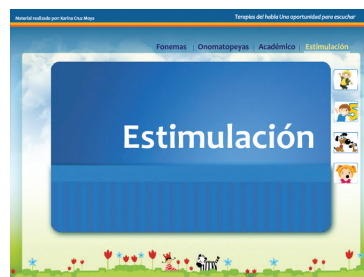 Material realizado por: Karina Cruz Moya
Terapias del habla Una oportunidad para escuchar
Fonemas | Onomatopeyas | Académico | Estimulación
Estimulación